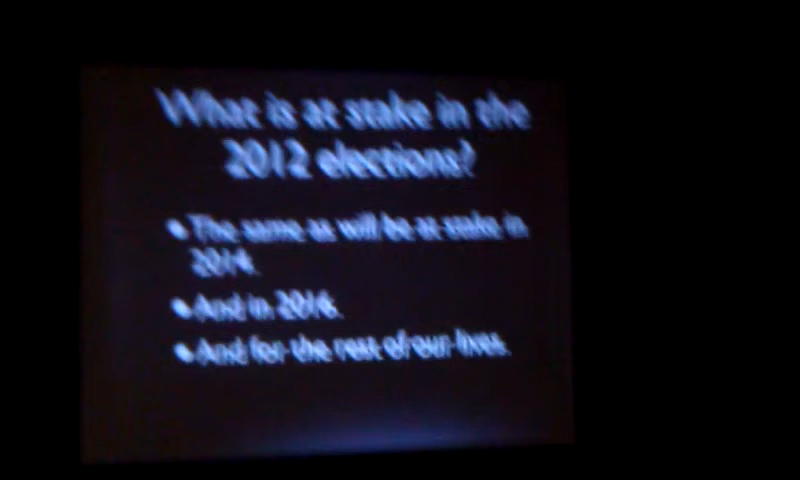 What is at stake in the
2012 elections?
• The same as will be at stake in
2014.
• And in 2016.
• And for the rest of our lives.